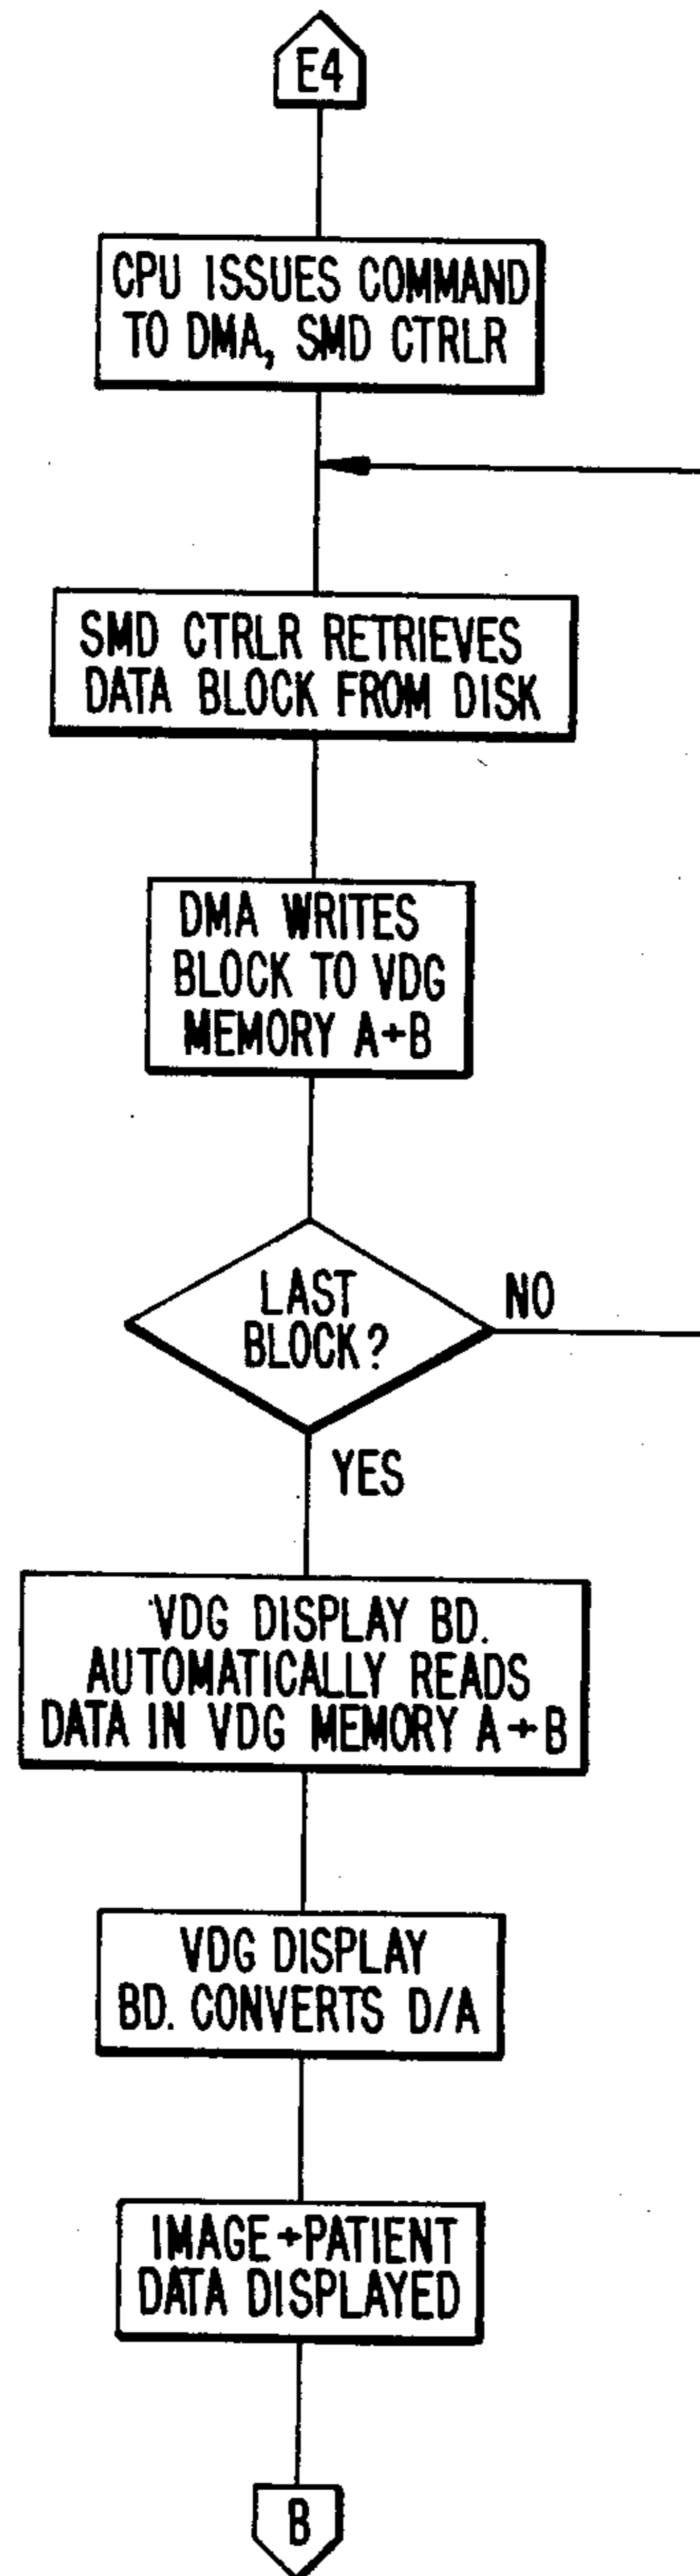 E4
CPU ISSUES COMMAND
TO DMA, SMD CTRLR
SMD CTRLR RETRIEVES
DATA BLOCK FROM DISK
DMA WRITES
BLOCK TO VDG
MEMORY A+B
LAST
BLOCK?
NO
YES
VDG DISPLAY BD.
AUTOMATICALLY READS
DATA IN VDG MEMORY A+B
VDG DISPLAY
BD. CONVERTS D/A
IMAGE+PATIENT
DATA DISPLAYED
B